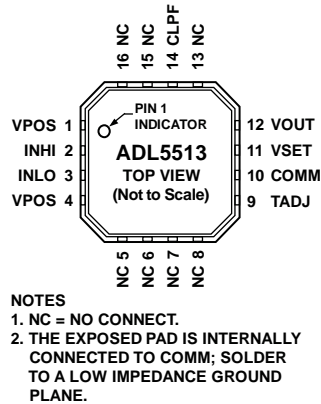 16 NC
15 NC
14 CLPF
13 NC
PIN 1
INDICATOR
VPOS 1
INHI 2
INLO 3
VPOS 4
ADL5513
TOP VIEW
(Not to Scale)
12 VOUT
11 VSET
10 COMM
9 TADJ
NC 5
NC 6
NC 7
NC 8
NOTES
1. NC = NO CONNECT.
2. THE EXPOSED PAD IS INTERNALLY
CONNECTED TO COMM; SOLDER
TO A LOW IMPEDANCE GROUND
PLANE.